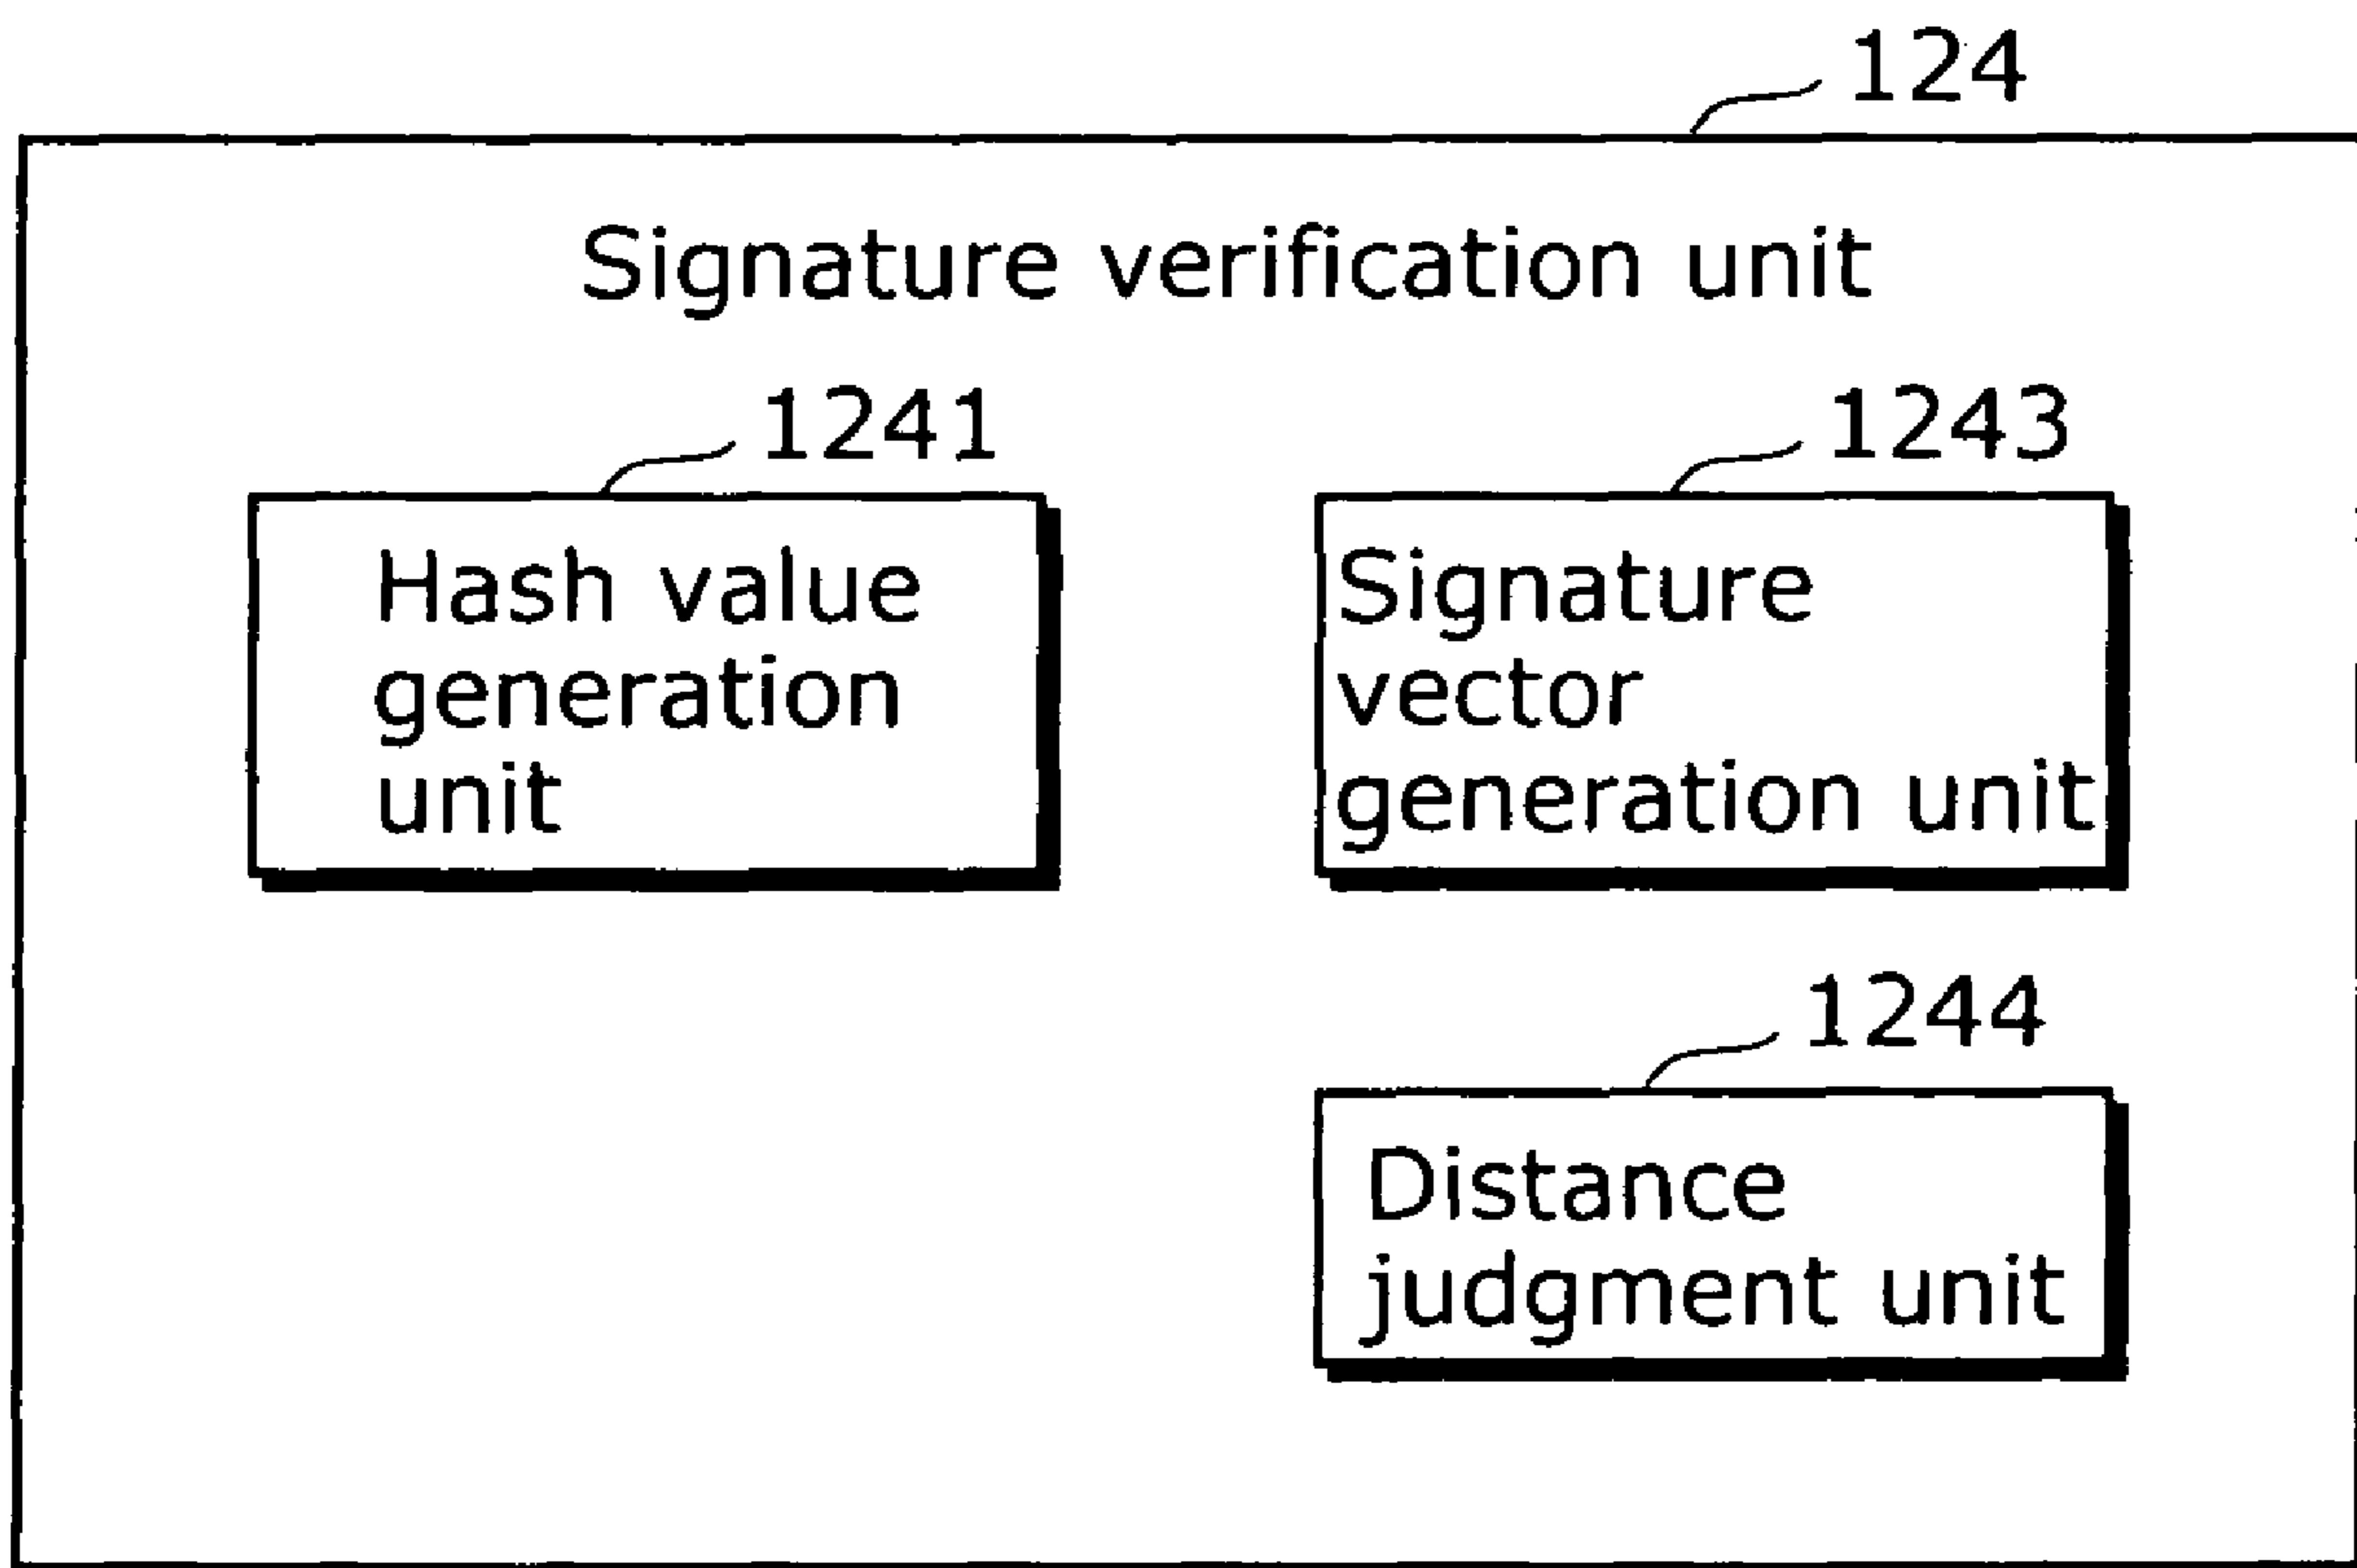 124
Signature verification unit
1241
Hash value
generation
unit
1243
Signature
vector
generation unit
1244
Distance
judgment unit